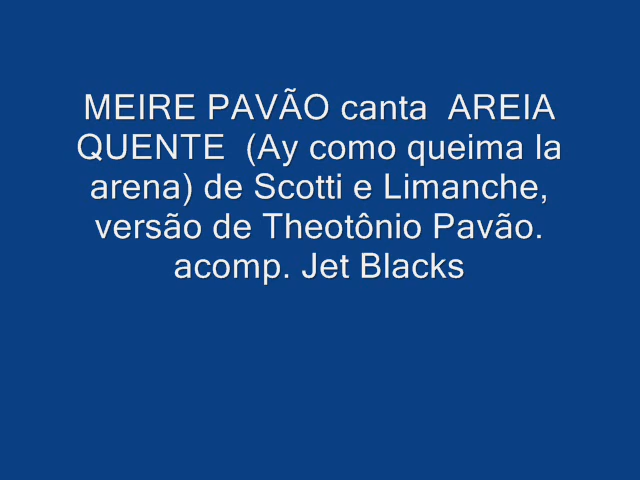 MEIRE PAVÃO canta  AREIA
QUENTE  (Ay como queima la
arena) de Scotti e Limanche,
versão de Theotônio Pavão.
acomp. Jet Blacks